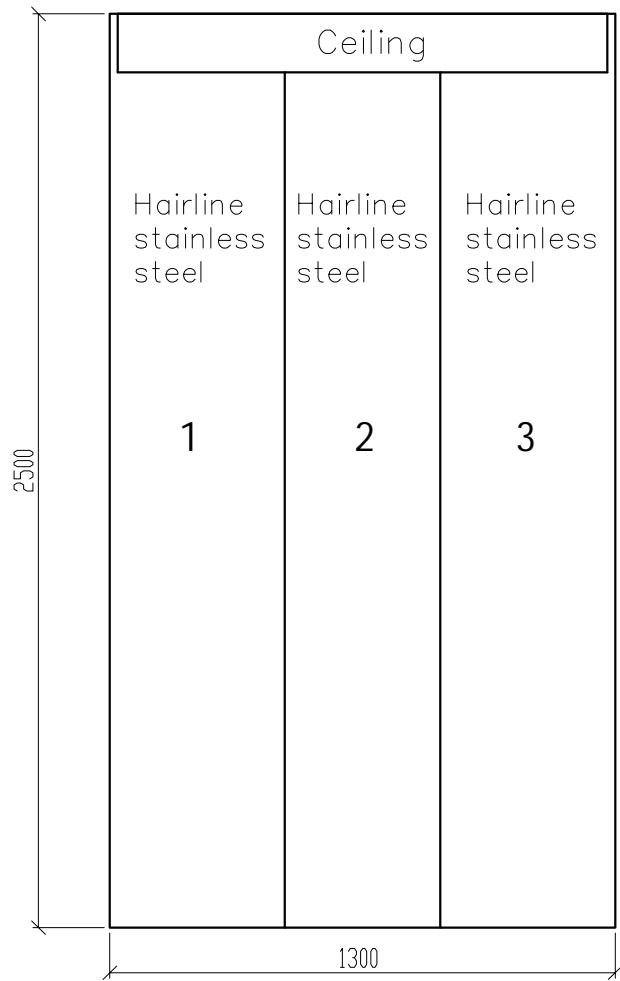 Ceiling
Hairline
stainless
steel
Hairline
stainless
steel
Hairline
stainless
steel
1
2
3
2500
1300